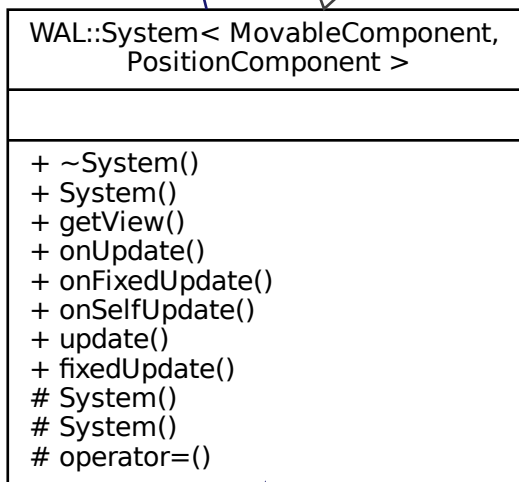 WAL::System< MovableComponent,
PositionComponent >
+ ~System()
+ System()
+ getView()
+ onUpdate()
+ onFixedUpdate()
+ onSelfUpdate()
+ update()
+ fixedUpdate()
# System()
# System()
# operator=()